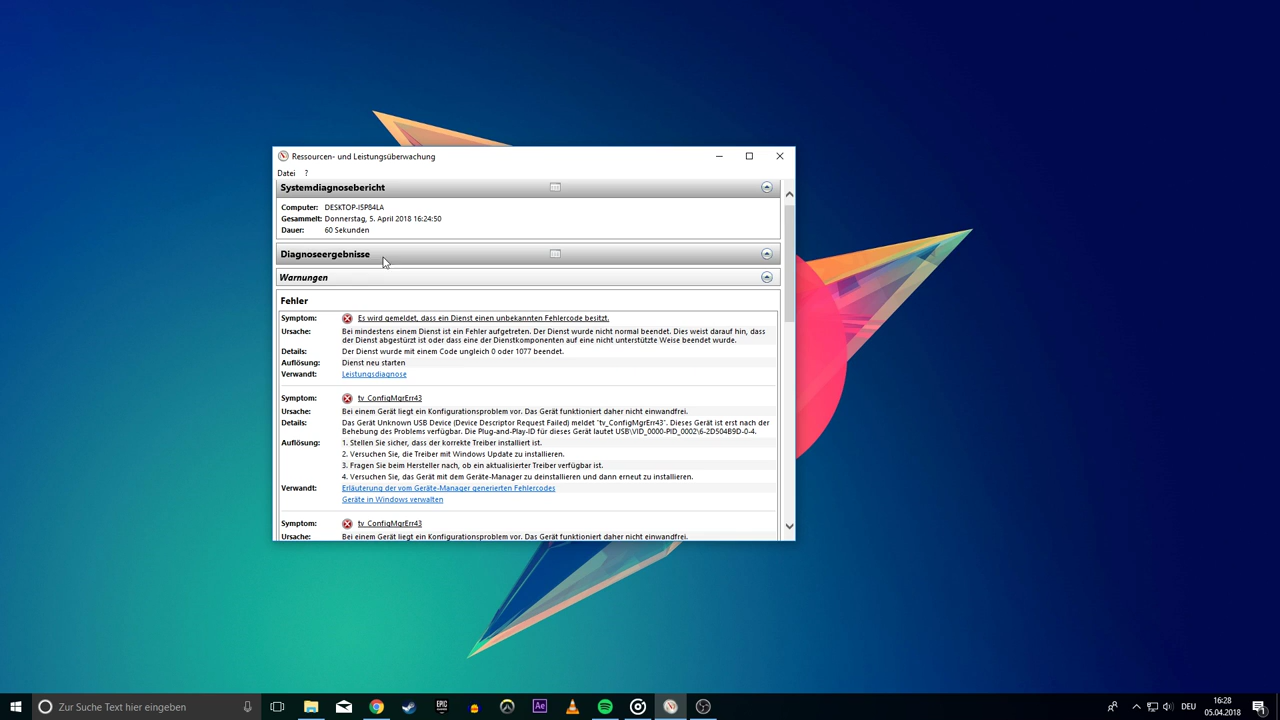 Ressourcen- und Leistungsüberwachung
Datei ?
Systemdiagnosebericht
Computer: DESKTOP-I5P84LA
Gesammelt: Donnerstag, 5. April 2018 16:24:50
Dauer: 60 Sekunden
Diagnoseergebnisse
Warnungen
Fehler
Symptom: Es wird gemeldet, dass ein Dienst einen unbekannten Fehlercode besitzt.
Ursache: Bei mindestens einem Dienst ist ein Fehler aufgetreten. Der Dienst wurde nicht normal beendet. Dies weist darauf hin, dass
der Dienst abgestürzt ist oder dass eine der Dienstkomponenten auf eine nicht unterstützte Weise beendet wurde.
Details: Der Dienst wurde mit einem Code ungleich 0 oder 1077 beendet.
Auflösung: Dienst neu starten
Verwandt: Leistungsdiagnose
Symptom: tv_ConfigMgrErr43
Ursache: Bei einem Gerät liegt ein Konfigurationsproblem vor. Das Gerät funktioniert daher nicht einwandfrei.
Details: Das Gerät Unknown USB Device (Device Descriptor Request Failed) meldet "tv_ConfigMgrErr43". Dieses Gerät ist erst nach der
Behebung des Problems verfügbar. Die Plug-and-Play-ID für dieses Gerät lautet USB\VID_0000-PID_0002\6-2D504B9D-0-4.
Auflösung: 1. Stellen Sie sicher, dass der korrekte Treiber installiert ist.
2. Versuchen Sie, die Treiber mit Windows Update zu installieren.
3. Fragen Sie beim Hersteller nach, ob ein aktualisierter Treiber verfügbar ist.
4. Versuchen Sie, das Gerät mit dem Geräte-Manager zu deinstallieren und dann erneut zu installieren.
Verwandt: Erläuterung der vom Geräte-Manager generierten Fehlercodes
Geräte in Windows verwalten
Symptom: tv_ConfigMgrErr43
Ursache: Bei einem Gerät liegt ein Konfigurationsproblem vor. Das Gerät funktioniert daher nicht einwandfrei.
Zur Suche Text hier eingeben
EPIC
Ae
DEU
16:28
05.04.2018